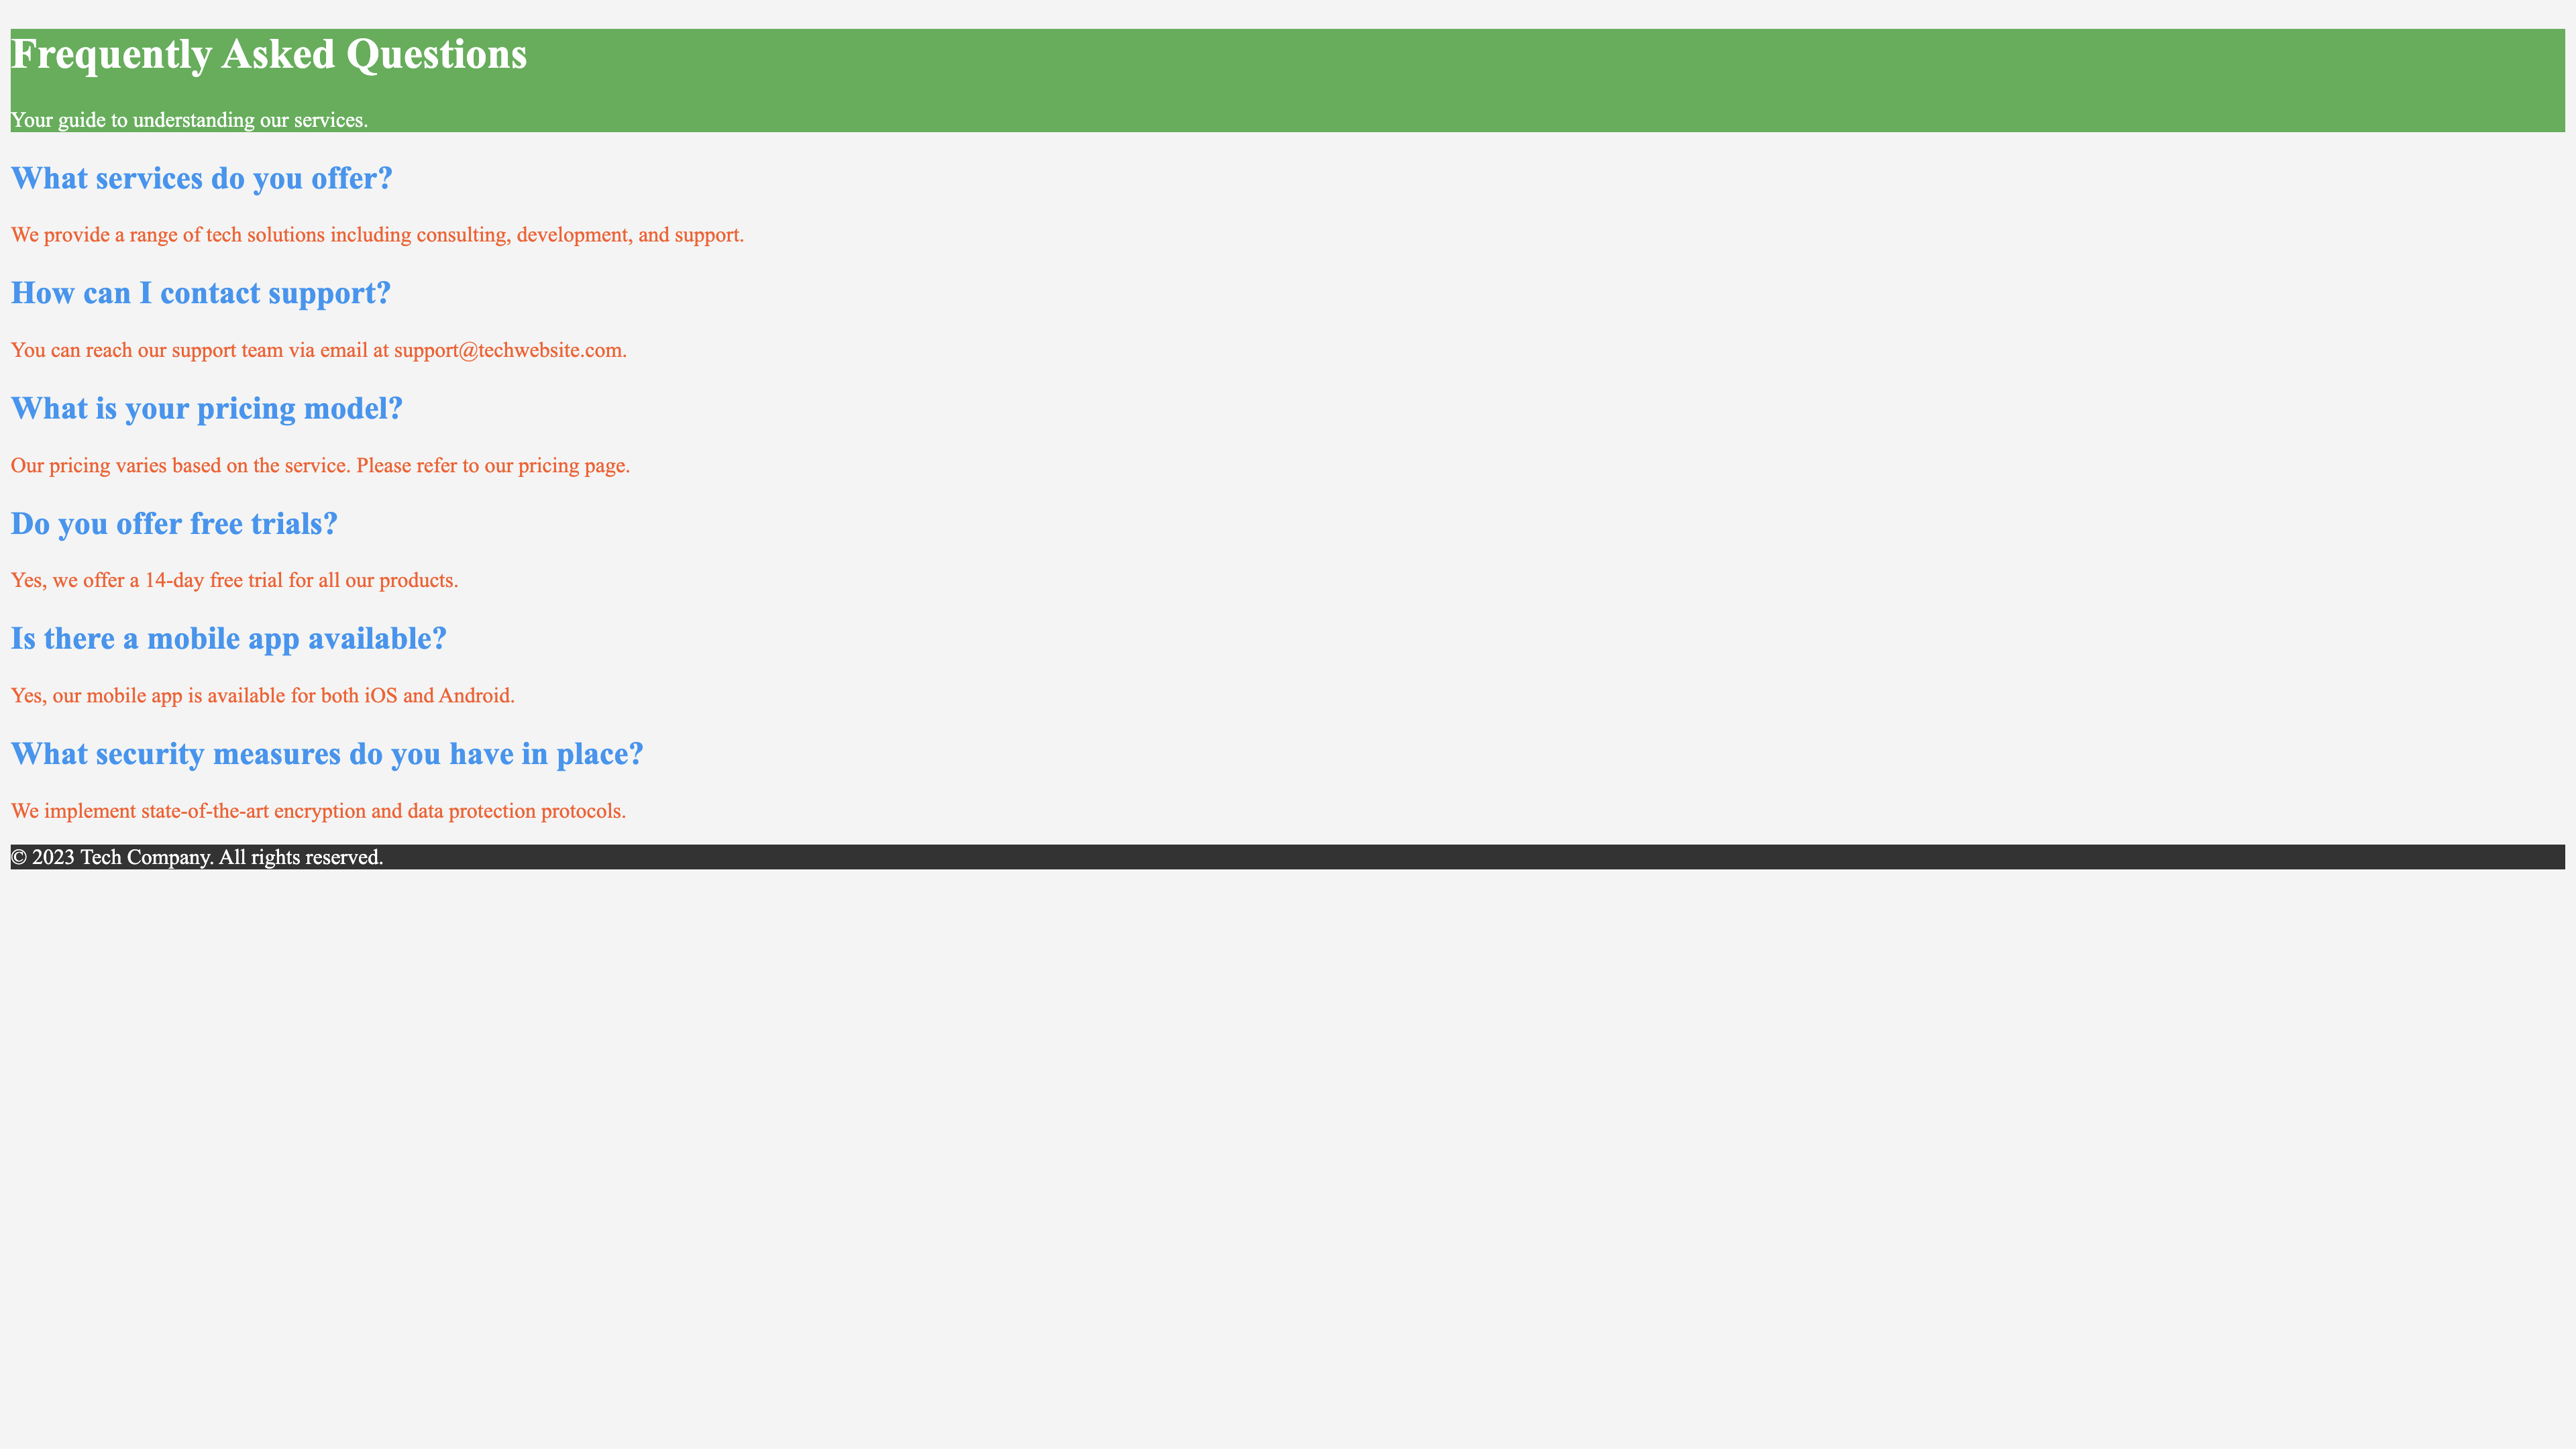 Frequently Asked Questions
Your guide to understanding our services.
What services do you offer?
We provide a range of tech solutions including consulting, development, and support.
How can I contact support?
You can reach our support team via email at support@techwebsite.com.
What is your pricing model?
Our pricing varies based on the service. Please refer to our pricing page.
Do you offer free trials?
Yes, we offer a 14-day free trial for all our products.
Is there a mobile app available?
Yes, our mobile app is available for both iOS and Android.
What security measures do you have in place?
We implement state-of-the-art encryption and data protection protocols.
© 2023 Tech Company. All rights reserved.